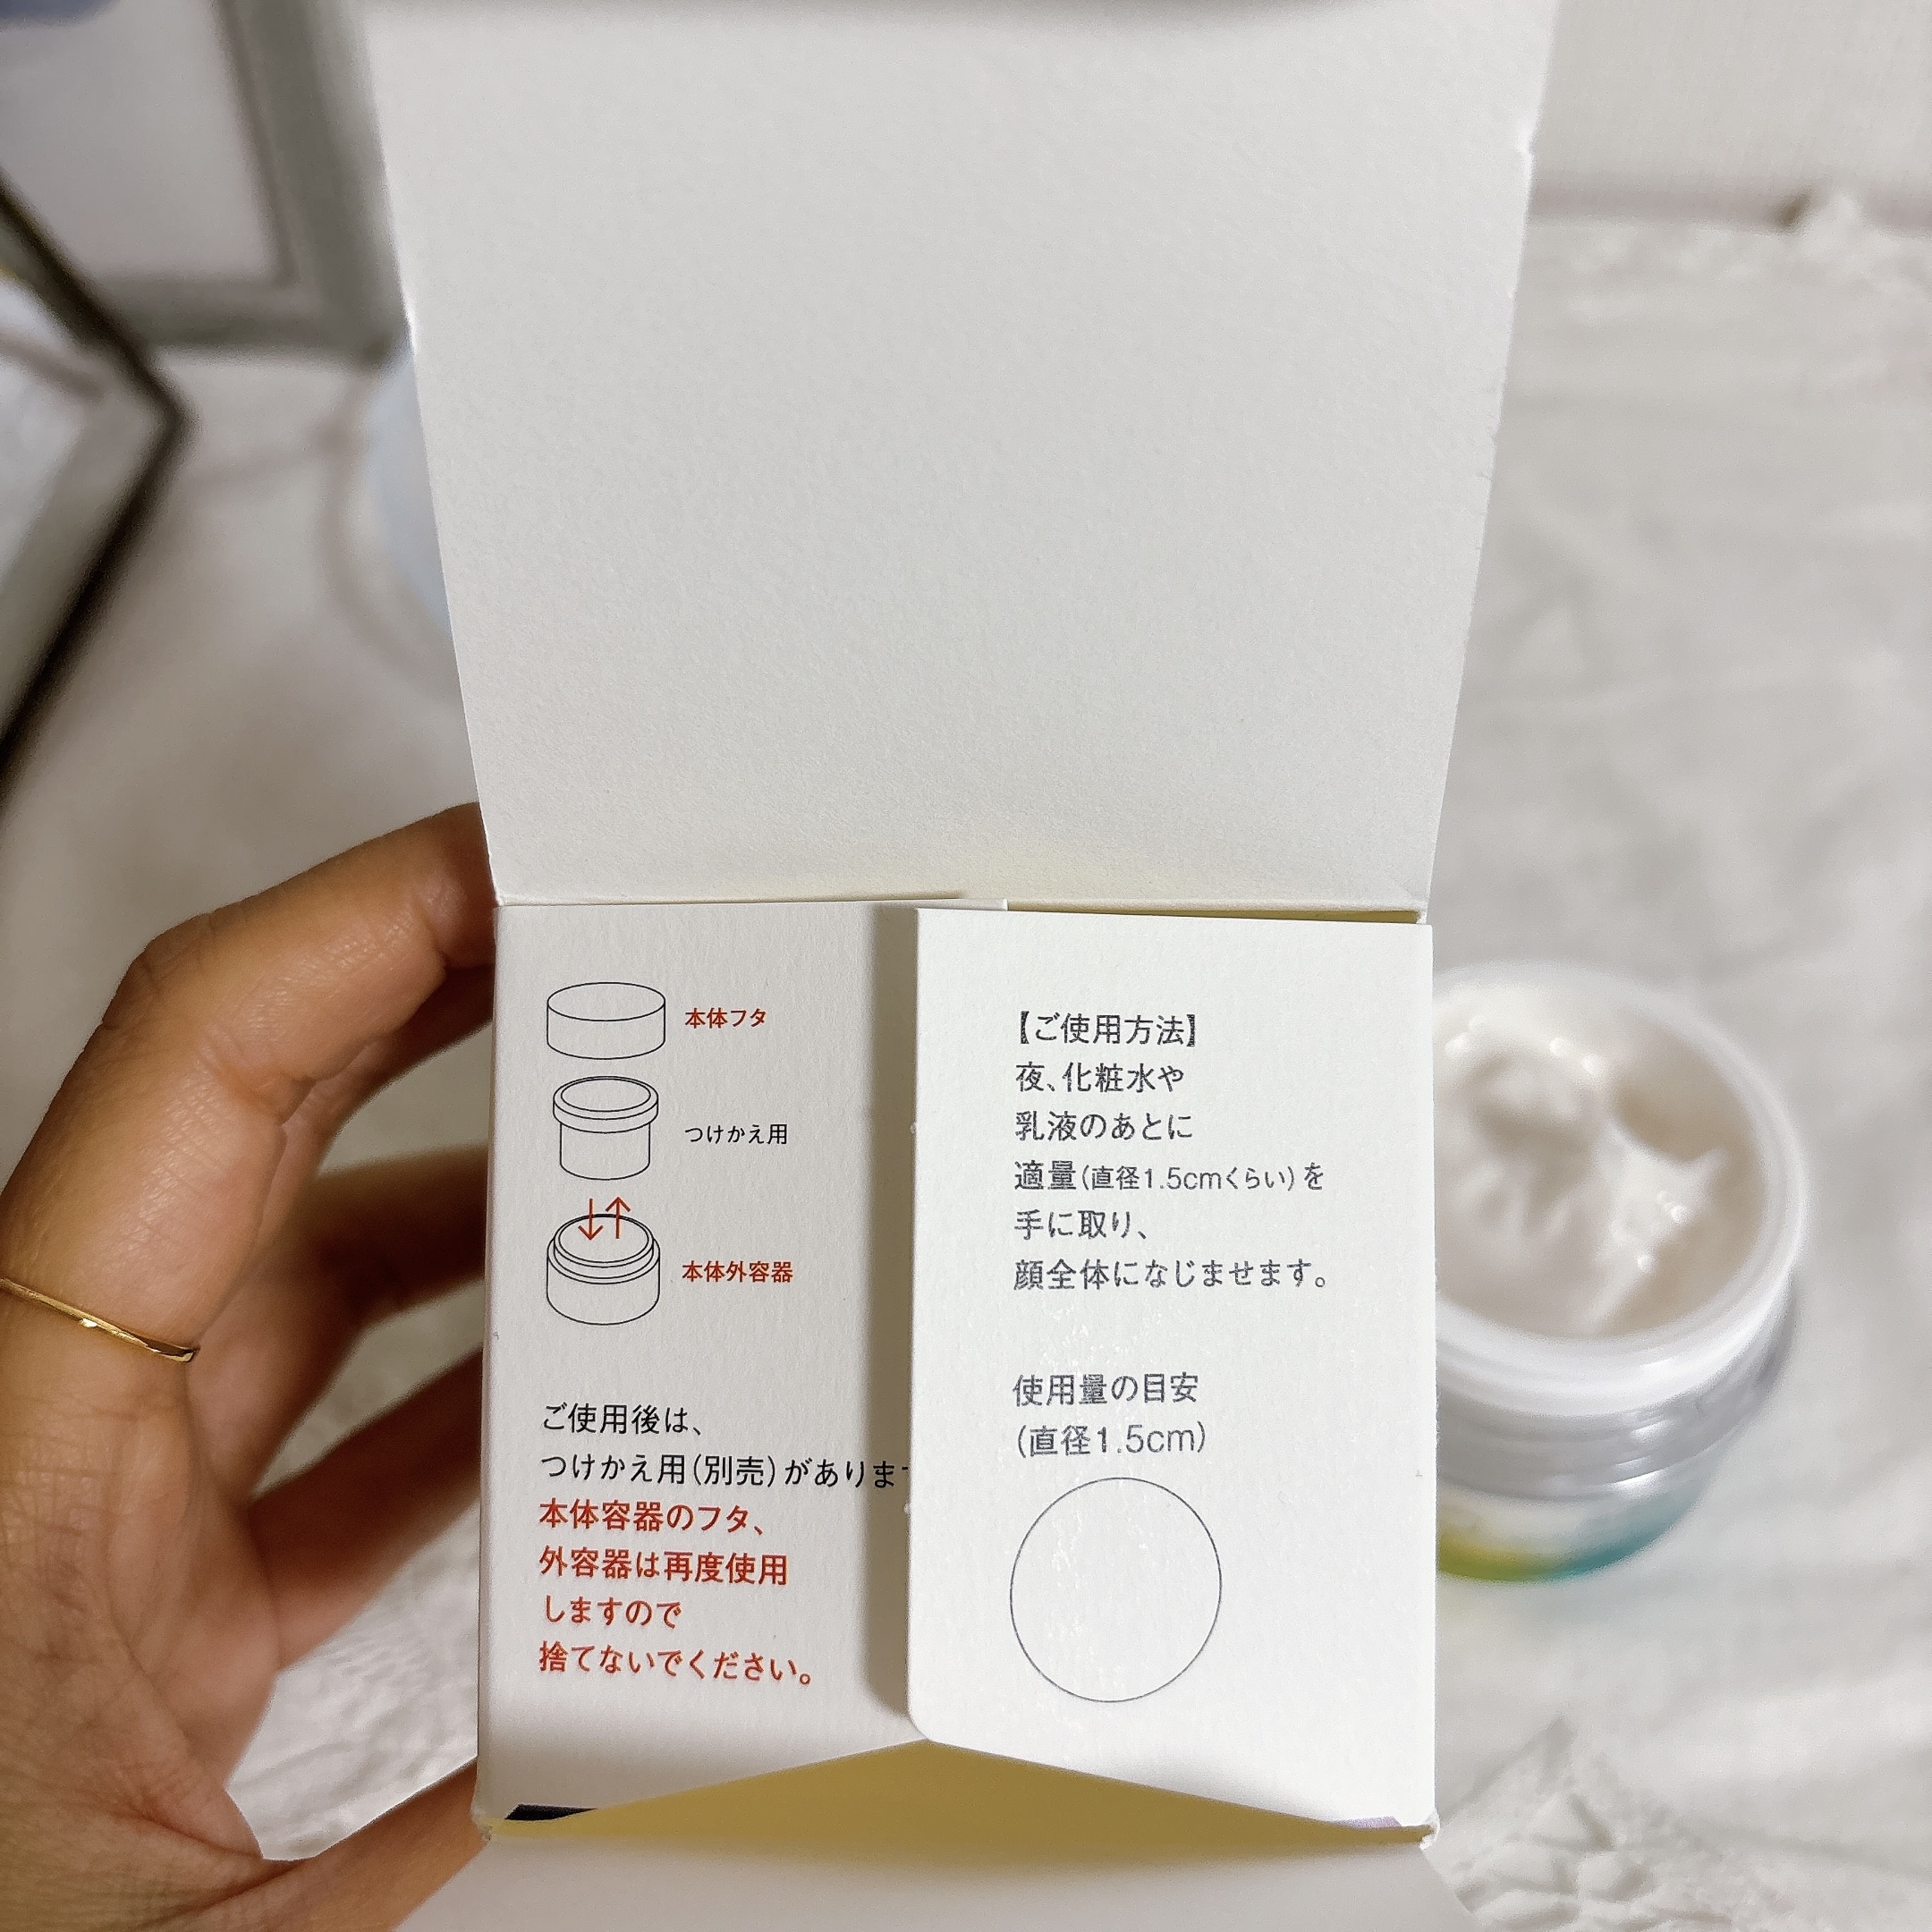 本体フタ
つけかえ用
本体外容器
ご使用後は、
つけかえ用(別売)がありま
本体容器のフタ、
外容器は再度使用
しますので
捨てないでください。
【ご使用方法】
夜、化粧水や
乳液のあとに
適量(直径1.5cmくらい)を
手に取り、
顔全体になじませます。
使用量の目安
(直径1.5cm)